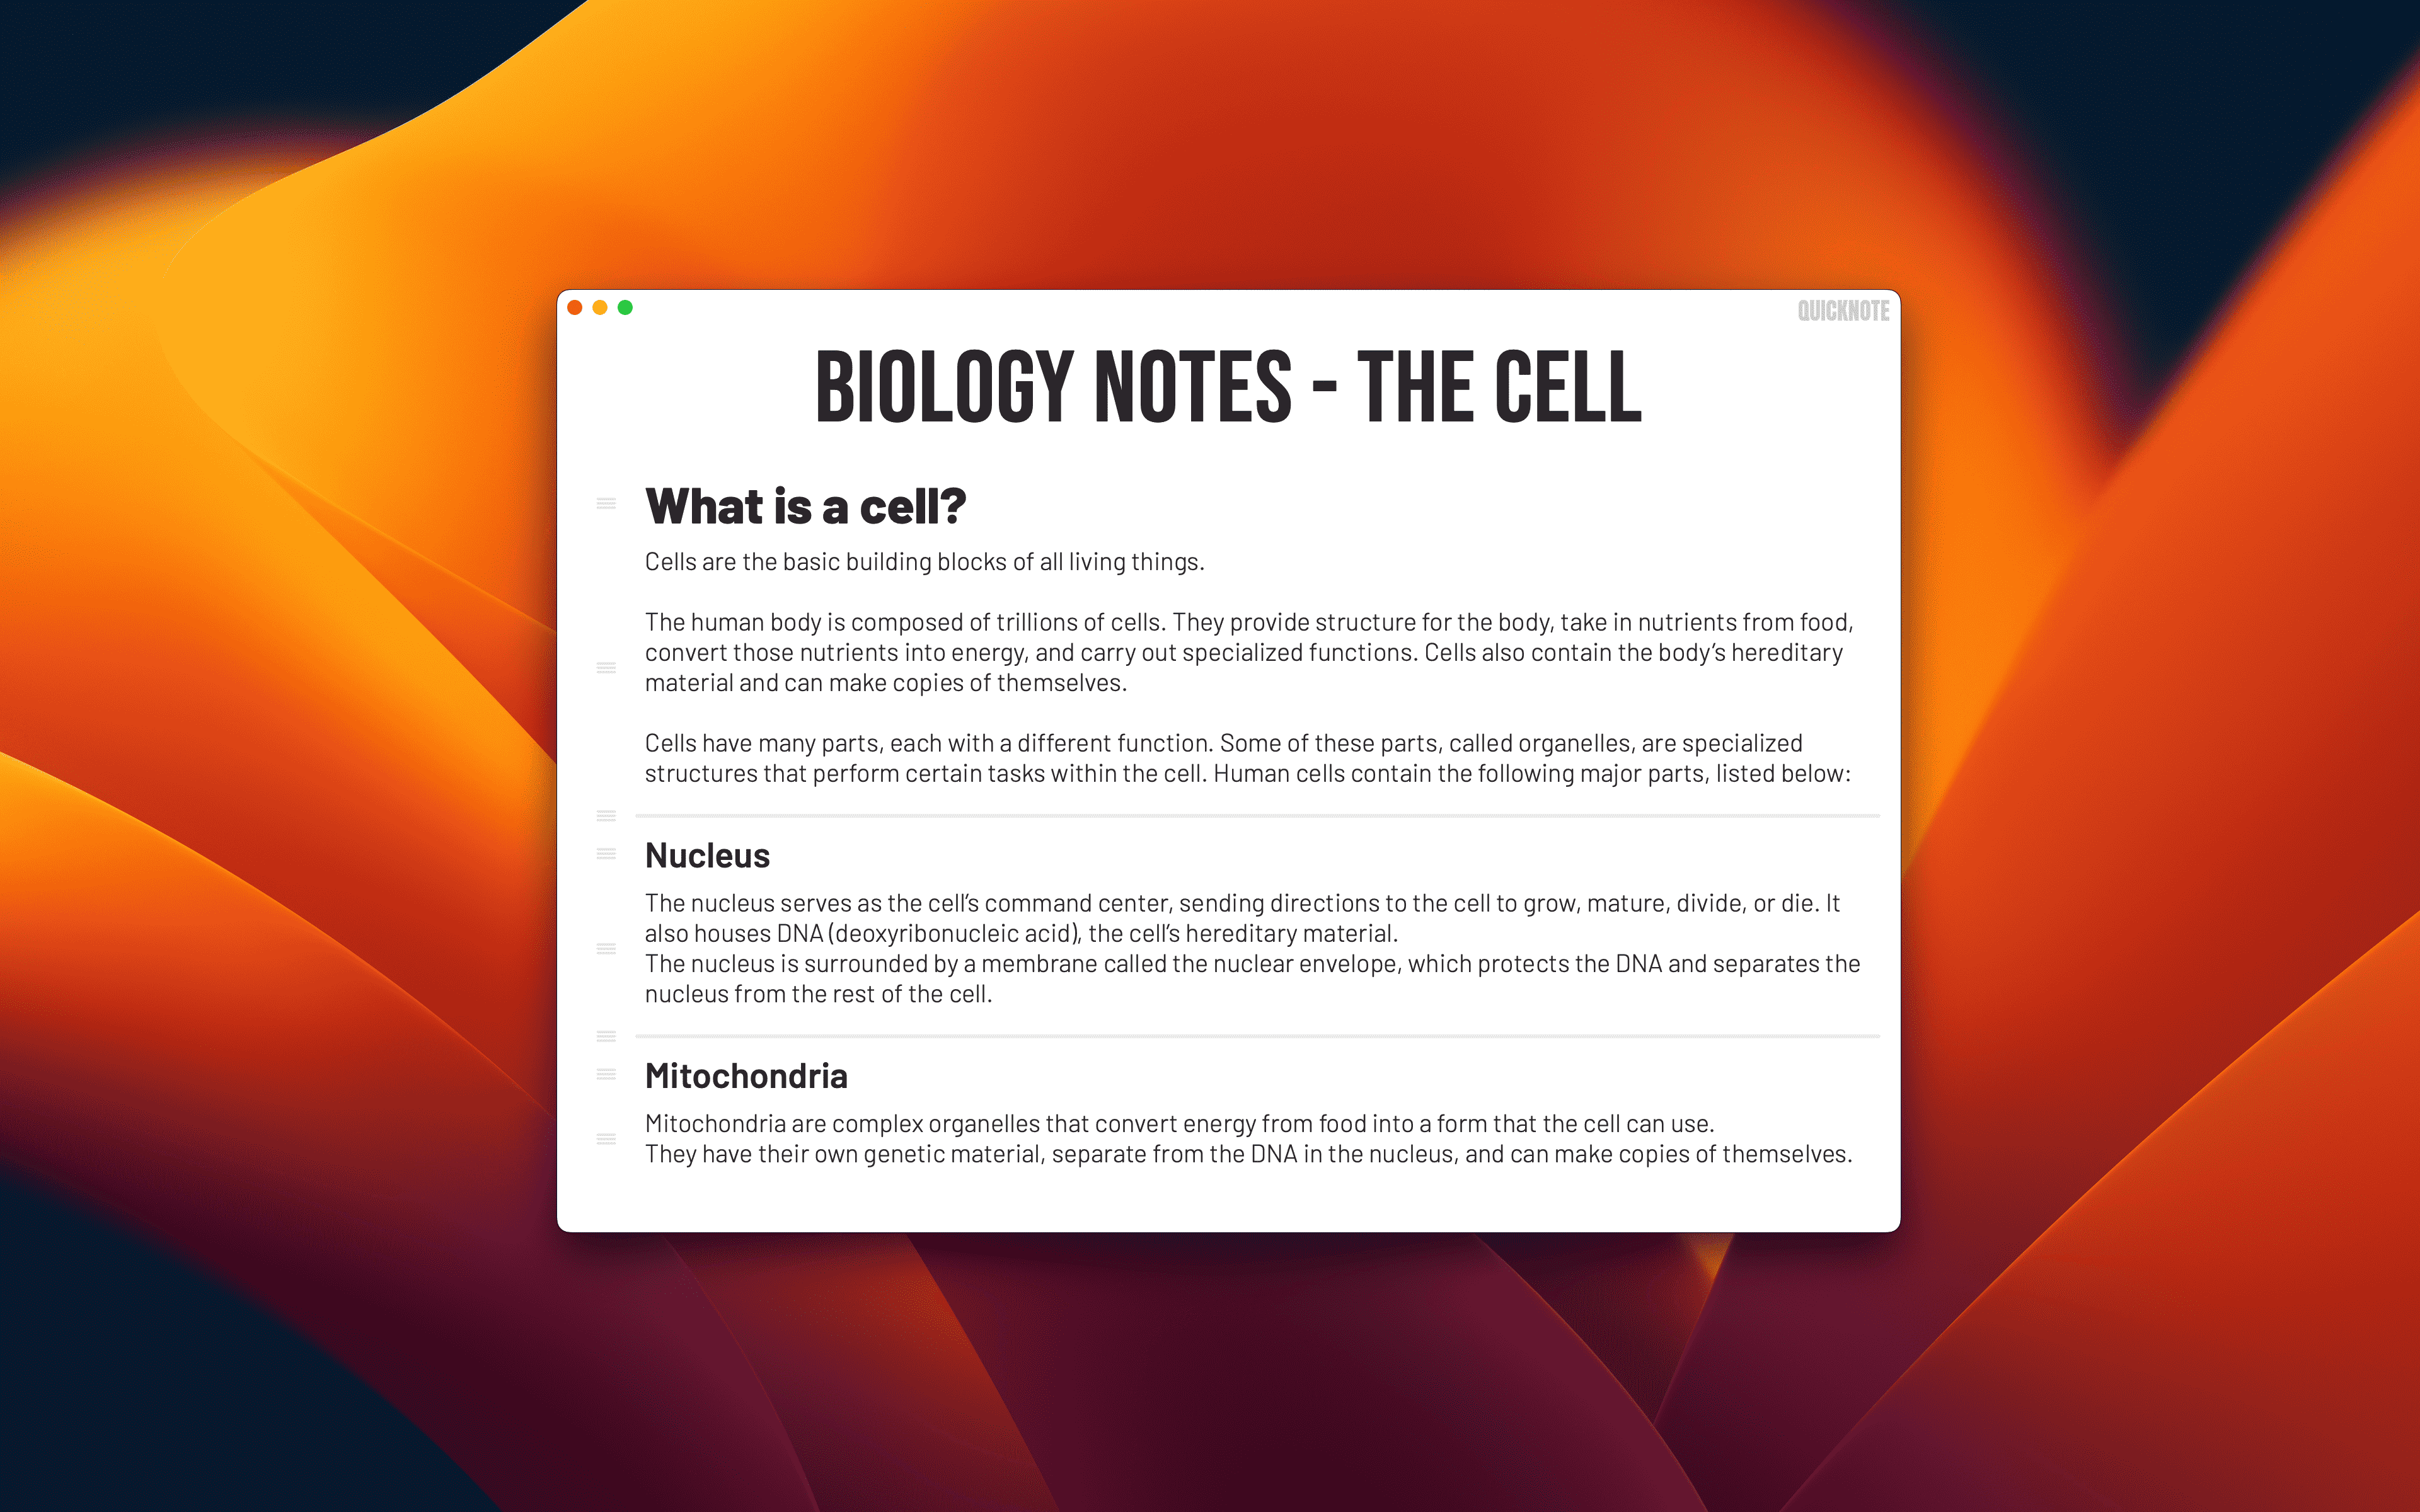 QUICKNOTE
BIOLOGY NOTES - THE CELL
What is a cell?
Cells are the basic building blocks of all living things.
The human body is composed of trillions of cells. They provide structure for the body, take in nutrients from food,
convert those nutrients into energy, and carry out specialized functions. Cells also contain the body’s hereditary
material and can make copies of themselves.
Cells have many parts, each with a different function. Some of these parts, called organelles, are specialized
structures that perform certain tasks within the cell. Human cells contain the following major parts, listed below:
Nucleus
The nucleus serves as the cell’s command center, sending directions to the cell to grow, mature, divide, or die. It
also houses DNA (deoxyribonucleic acid), the cell’s hereditary material.
The nucleus is surrounded by a membrane called the nuclear envelope, which protects the DNA and separates the
nucleus from the rest of the cell.
Mitochondria
Mitochondria are complex organelles that convert energy from food into a form that the cell can use.
They have their own genetic material, separate from the DNA in the nucleus, and can make copies of themselves.